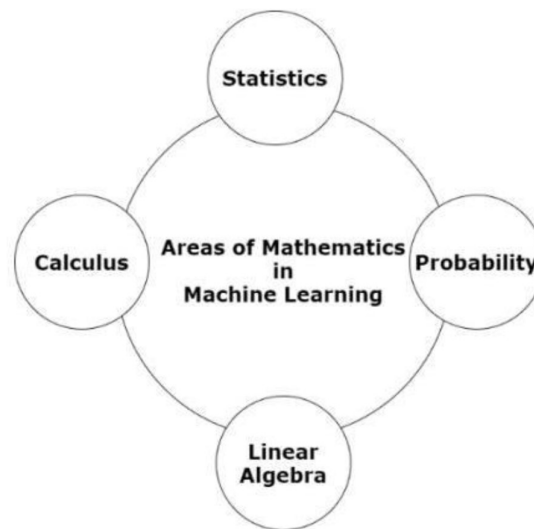 Statistics
Calculus
Areas of Mathematics
in
Machine Learning
Probability
Linear
Algebra